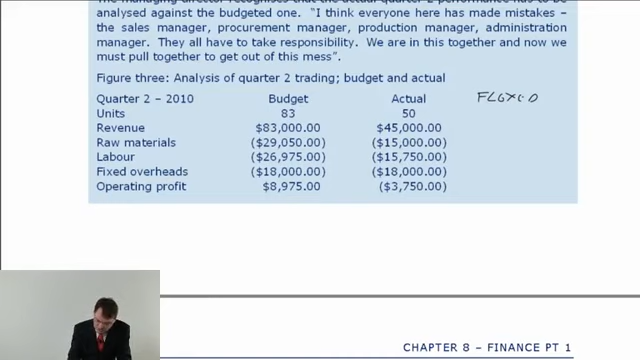 The managing director recognises that the actual quarter 2 performance has to be
analysed against the budgeted one. "I think everyone here has made mistakes –
the sales manager, procurement manager, production manager, administration
manager. They all have to take responsibility. We are in this together and now we
must pull together to get out of this mess".
Figure three: Analysis of quarter 2 trading; budget and actual
Quarter 2 – 2010 Budget Actual
Units 83 50
Revenue $83,000.00 $45,000.00
Raw materials ($29,050.00) ($15,000.00)
Labour ($26,975.00) ($15,750.00)
Fixed overheads ($18,000.00) ($18,000.00)
Operating profit $8,975.00 ($3,750.00)
CHAPTER 8 – FINANCE PT 1